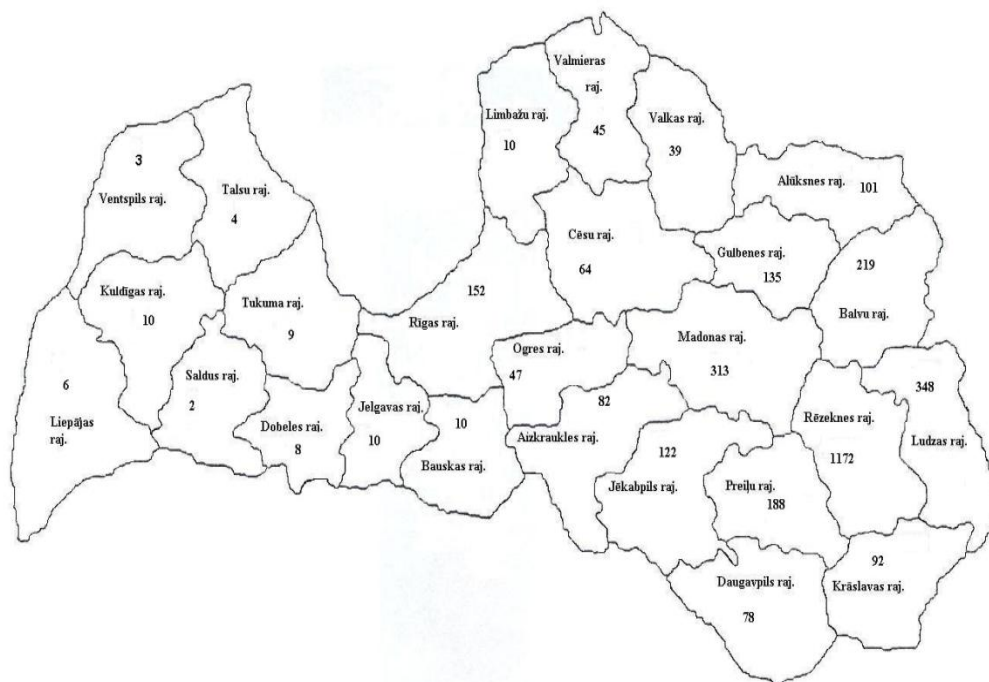 Valmieras
raj.
45
Limbažu raj.
10
Valkas raj.
39
3
Ventspils raj.
Talsu raj.
4
Alūksnes raj.
101
Cēsu raj.
64
Gulbenes raj.
135
219
Balvu raj.
Kuldīgas raj.
10
Tukuma raj.
9
152
Rīgas raj.
Madonas raj.
313
Ogres raj.
47
6
Liepājas
raj.
Saldus raj.
2
Dobeles raj.
8
Jelgavas raj.
10
10
Bauskas raj.
82
Aizkraukles raj.
348
Ludzas raj.
Rēzeknes raj.
1172
122
Jēkabpils raj.
Preiļu raj.
188
92
Krāslavas raj.
Daugavpils raj.
78